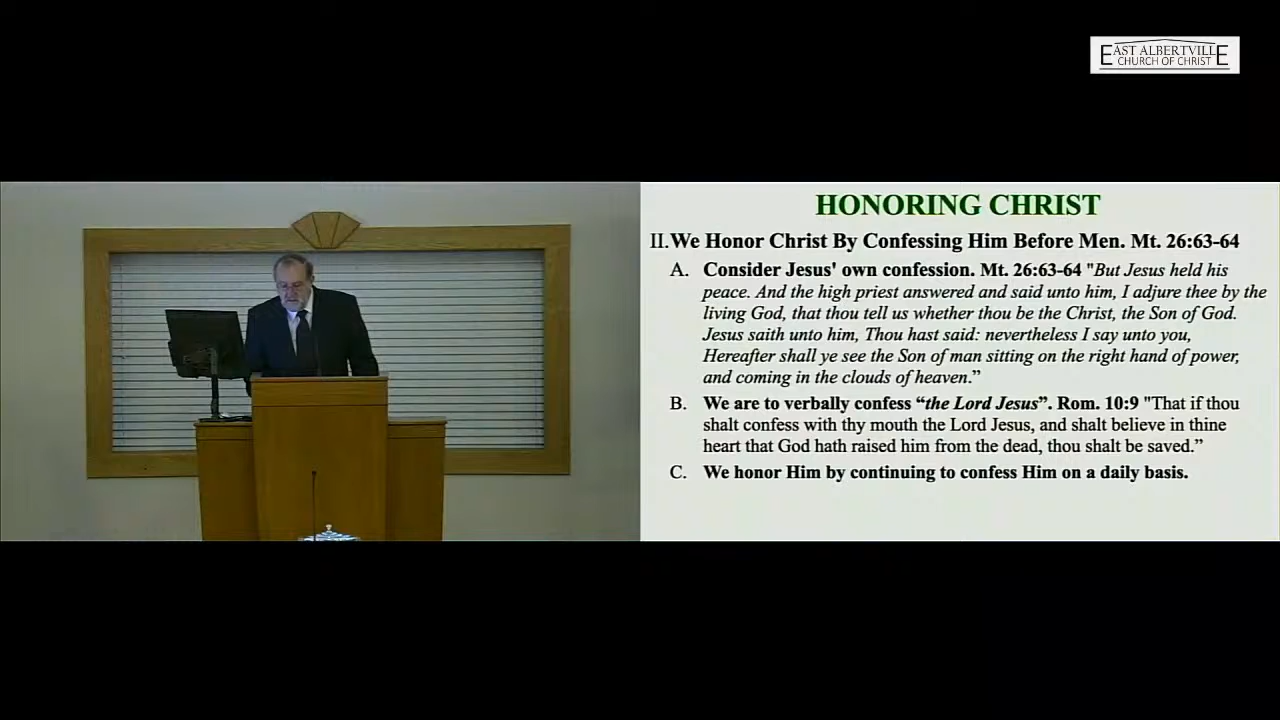 EAST ALBERTVILLE
CHURCH OF CHRIST
HONORING CHRIST
II. We Honor Christ By Confessing Him Before Men. Mt. 26:63-64
A. Consider Jesus' own confession. Mt. 26:63-64 "But Jesus held his
peace. And the high priest answered and said unto him, I adjure thee by the
living God, that thou tell us whether thou be the Christ, the Son of God.
Jesus saith unto him, Thou hast said: nevertheless I say unto you,
Hereafter shall ye see the Son of man sitting on the right hand of power,
and coming in the clouds of heaven.”
B. We are to verbally confess “the Lord Jesus”. Rom. 10:9 "That if thou
shalt confess with thy mouth the Lord Jesus, and shalt believe in thine
heart that God hath raised him from the dead, thou shalt be saved.”
C. We honor Him by continuing to confess Him on a daily basis.